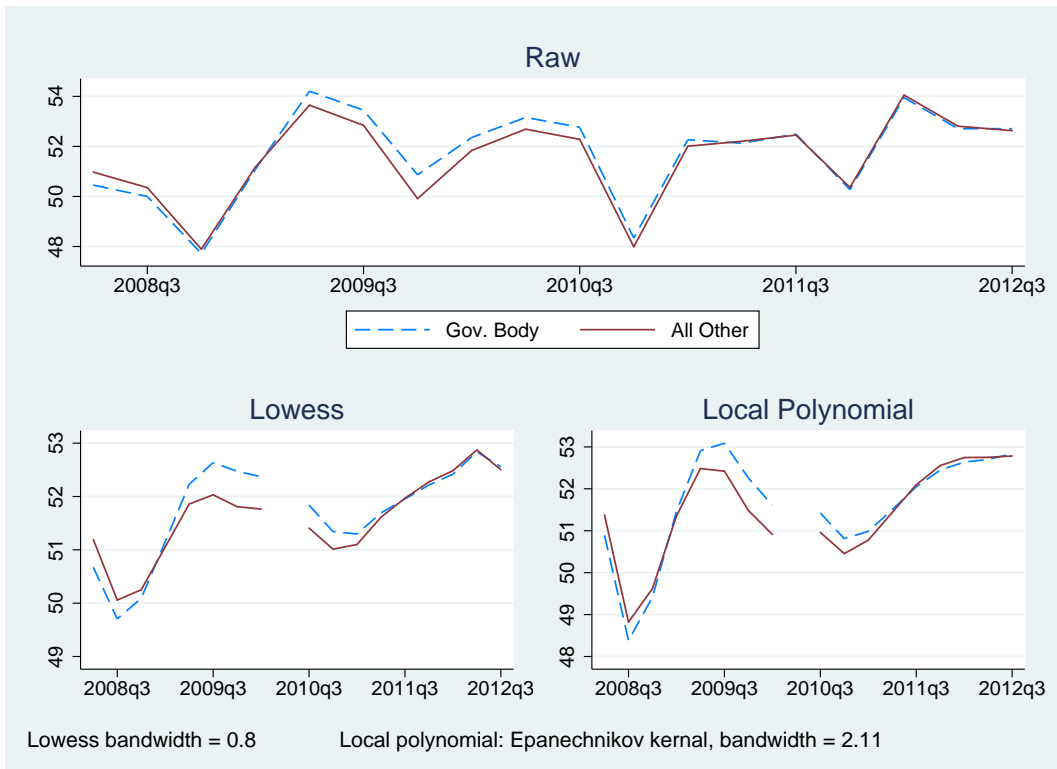 Raw
54
52
50
48
2008q3 2009q3 2010q3 2011q3 2012q3
Gov. Body All Other
Lowess
53
52
51
50
49
2008q3 2009q3 2010q3 2011q3 2012q3
Local Polynomial
53
52
51
50
49
48
2008q3 2009q3 2010q3 2011q3 2012q3
Lowess bandwidth = 0.8 Local polynomial: Epanechnikov kernal, bandwidth = 2.11